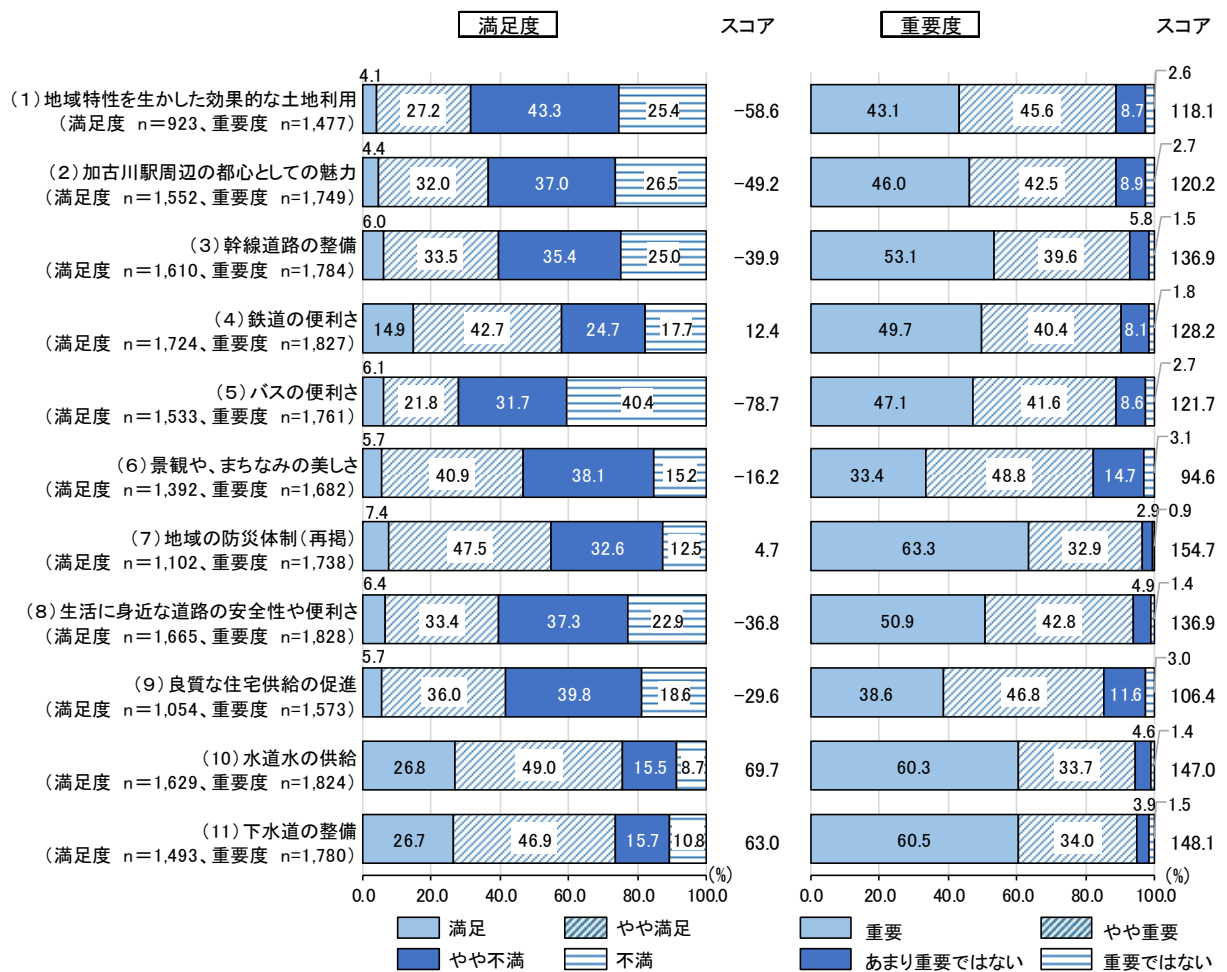 満足度 スコア 重要度 スコア
(1)地域特性を生かした効果的な土地利用
(満足度 n=923、重要度 n=1,477)
4.1 27.2 43.3 25.4 -58.6 43.1 45.6 8.7 2.6 118.1
(2)加古川駅周辺の都心としての魅力
(満足度 n=1,552、重要度 n=1,749)
4.4 32.0 37.0 26.5 -49.2 46.0 42.5 8.9 2.7 120.2
(3)幹線道路の整備
(満足度 n=1,610、重要度 n=1,784)
6.0 33.5 35.4 25.0 -39.9 53.1 39.6 5.8 1.5 136.9
(4)鉄道の便利さ
(満足度 n=1,724、重要度 n=1,827)
14.9 42.7 24.7 17.7 12.4 49.7 40.4 8.1 1.8 128.2
(5)バスの便利さ
(満足度 n=1,533、重要度 n=1,761)
6.1 21.8 31.7 40.4 -78.7 47.1 41.6 8.6 2.7 121.7
(6)景観や、まちなみの美しさ
(満足度 n=1,392、重要度 n=1,682)
5.7 40.9 38.1 15.2 -16.2 33.4 48.8 14.7 3.1 94.6
(7)地域の防災体制(再掲)
(満足度 n=1,102、重要度 n=1,738)
7.4 47.5 32.6 12.5 4.7 63.3 32.9 2.9 0.9 154.7
(8)生活に身近な道路の安全性や便利さ
(満足度 n=1,665、重要度 n=1,828)
6.4 33.4 37.3 22.9 -36.8 50.9 42.8 4.9 1.4 136.9
(9)良質な住宅供給の促進
(満足度 n=1,054、重要度 n=1,573)
5.7 36.0 39.8 18.6 -29.6 38.6 46.8 11.6 3.0 106.4
(10)水道水の供給
(満足度 n=1,629、重要度 n=1,824)
26.8 49.0 15.5 8.7 69.7 60.3 33.7 4.6 1.4 147.0
(11)下水道の整備
(満足度 n=1,493、重要度 n=1,780)
26.7 46.9 15.7 10.8 63.0 60.5 34.0 3.9 1.5 148.1
(%) (%)
0.0 20.0 40.0 60.0 80.0 100.0 0.0 20.0 40.0 60.0 80.0 100.0
満足 やや満足 重要 やや重要
やや不満 不満 あまり重要ではない 重要ではない